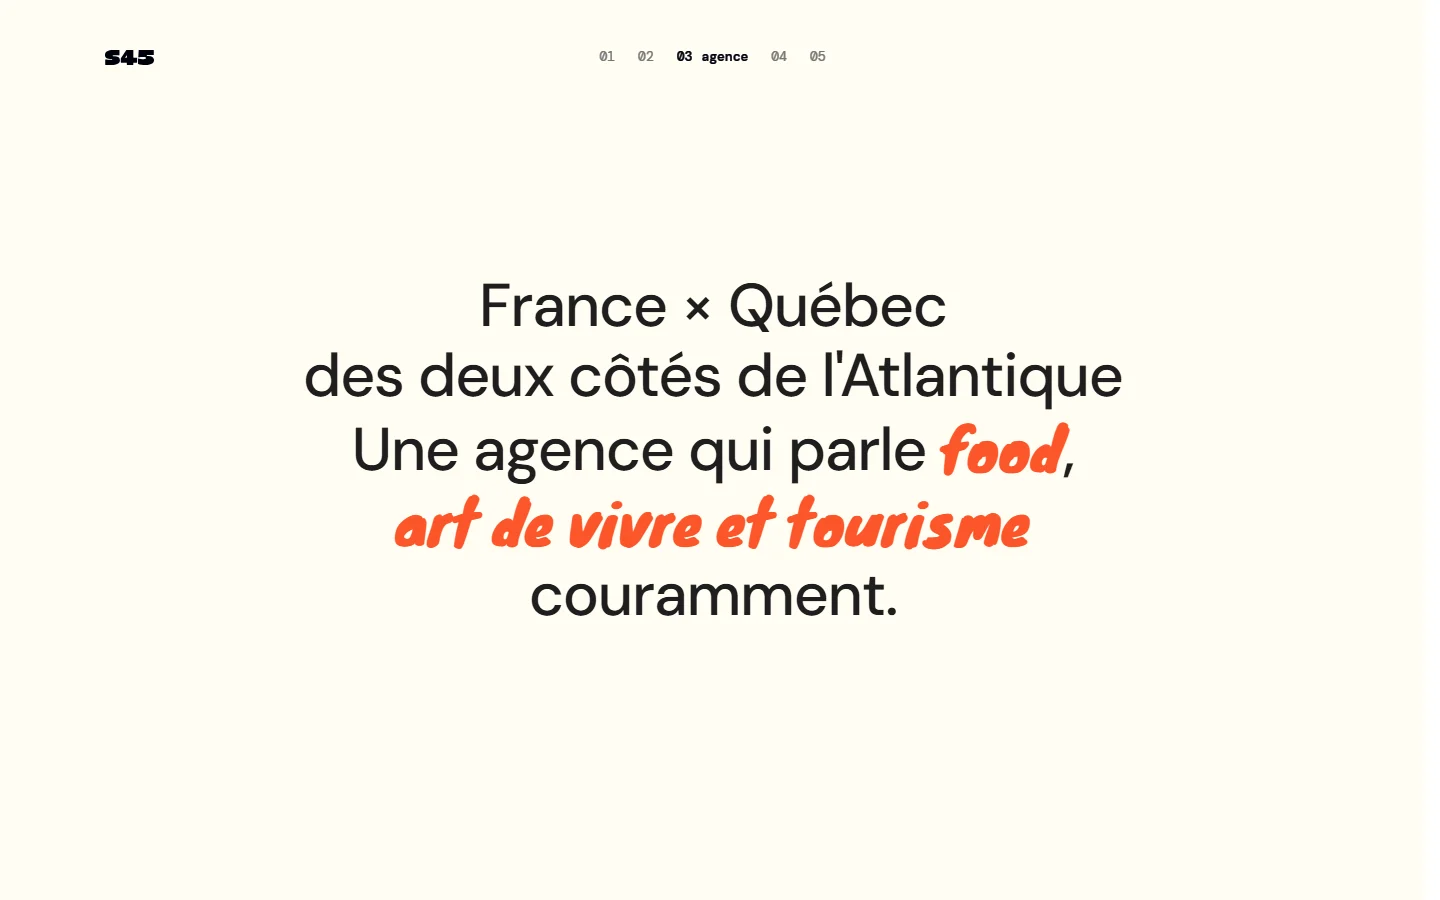 S45
01 02 03 agence 04 05
France × Québec
des deux côtés de l'Atlantique
Une agence qui parle food,
art de vivre et tourisme
couramment.